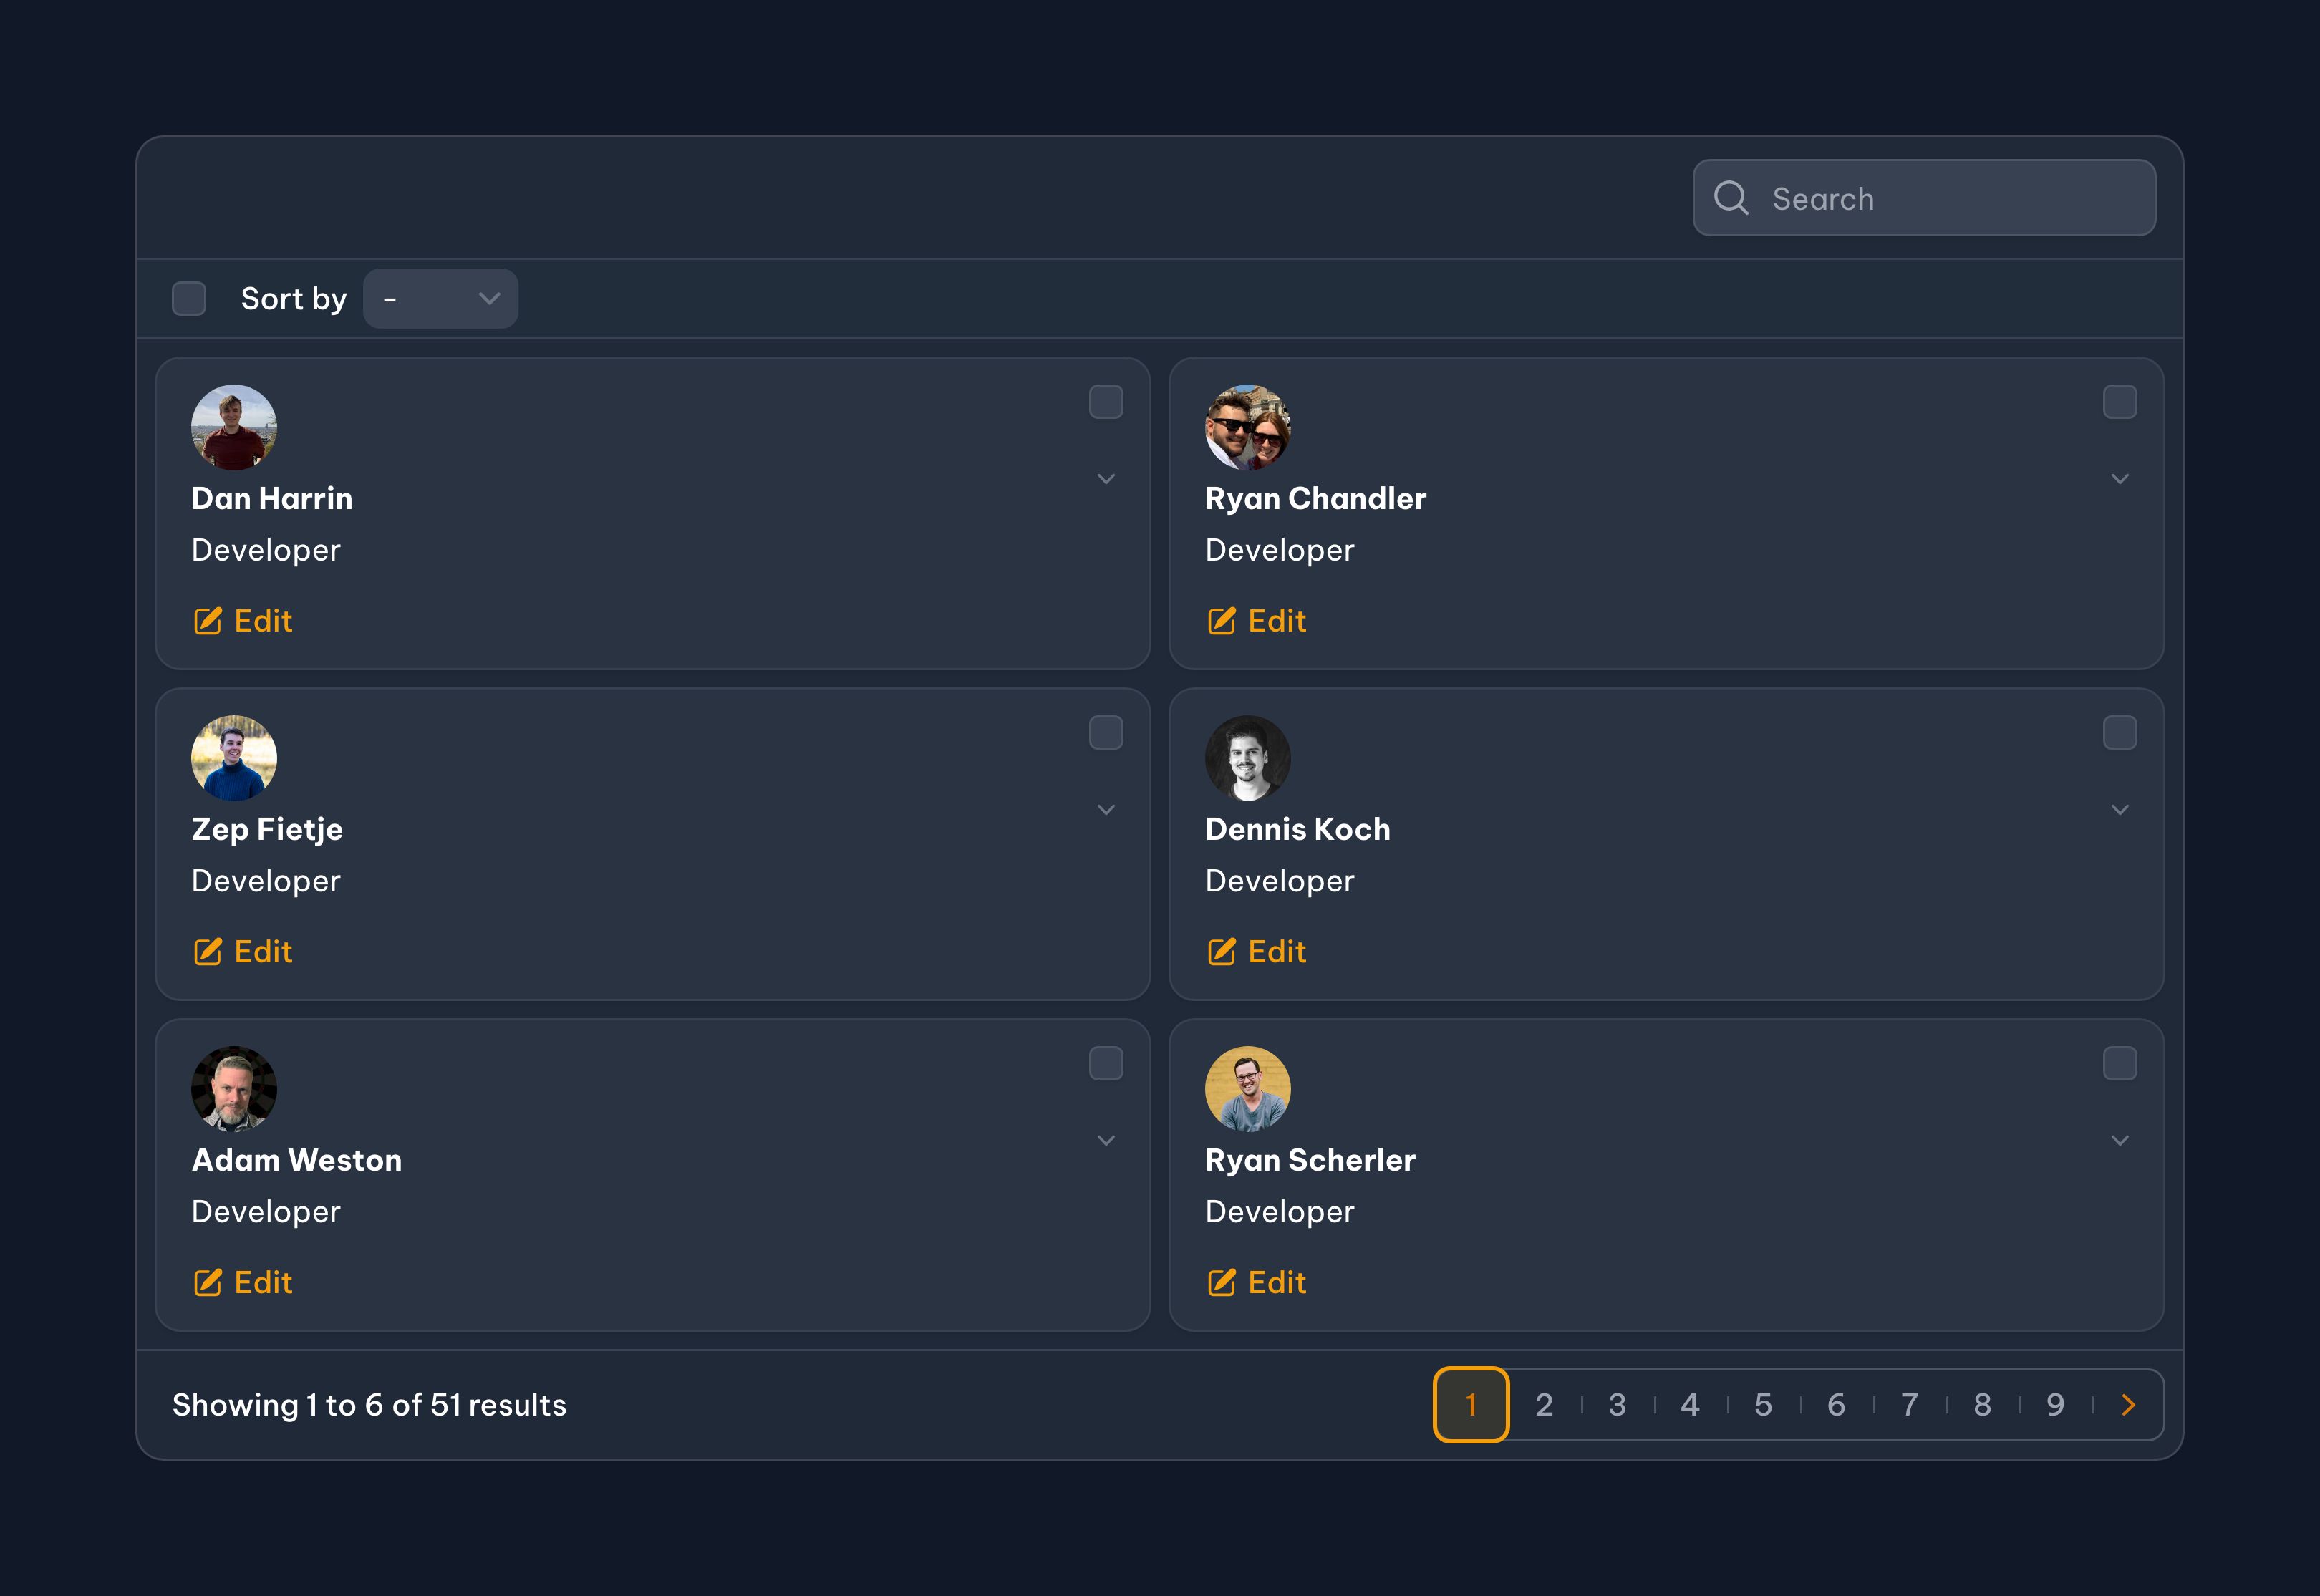 Search
Sort by -
Dan Harrin
Developer
Edit
Ryan Chandler
Developer
Edit
Zep Fietje
Developer
Edit
Dennis Koch
Developer
Edit
Adam Weston
Developer
Edit
Ryan Scherler
Developer
Edit
Showing 1 to 6 of 51 results
1 2 3 4 5 6 7 8 9